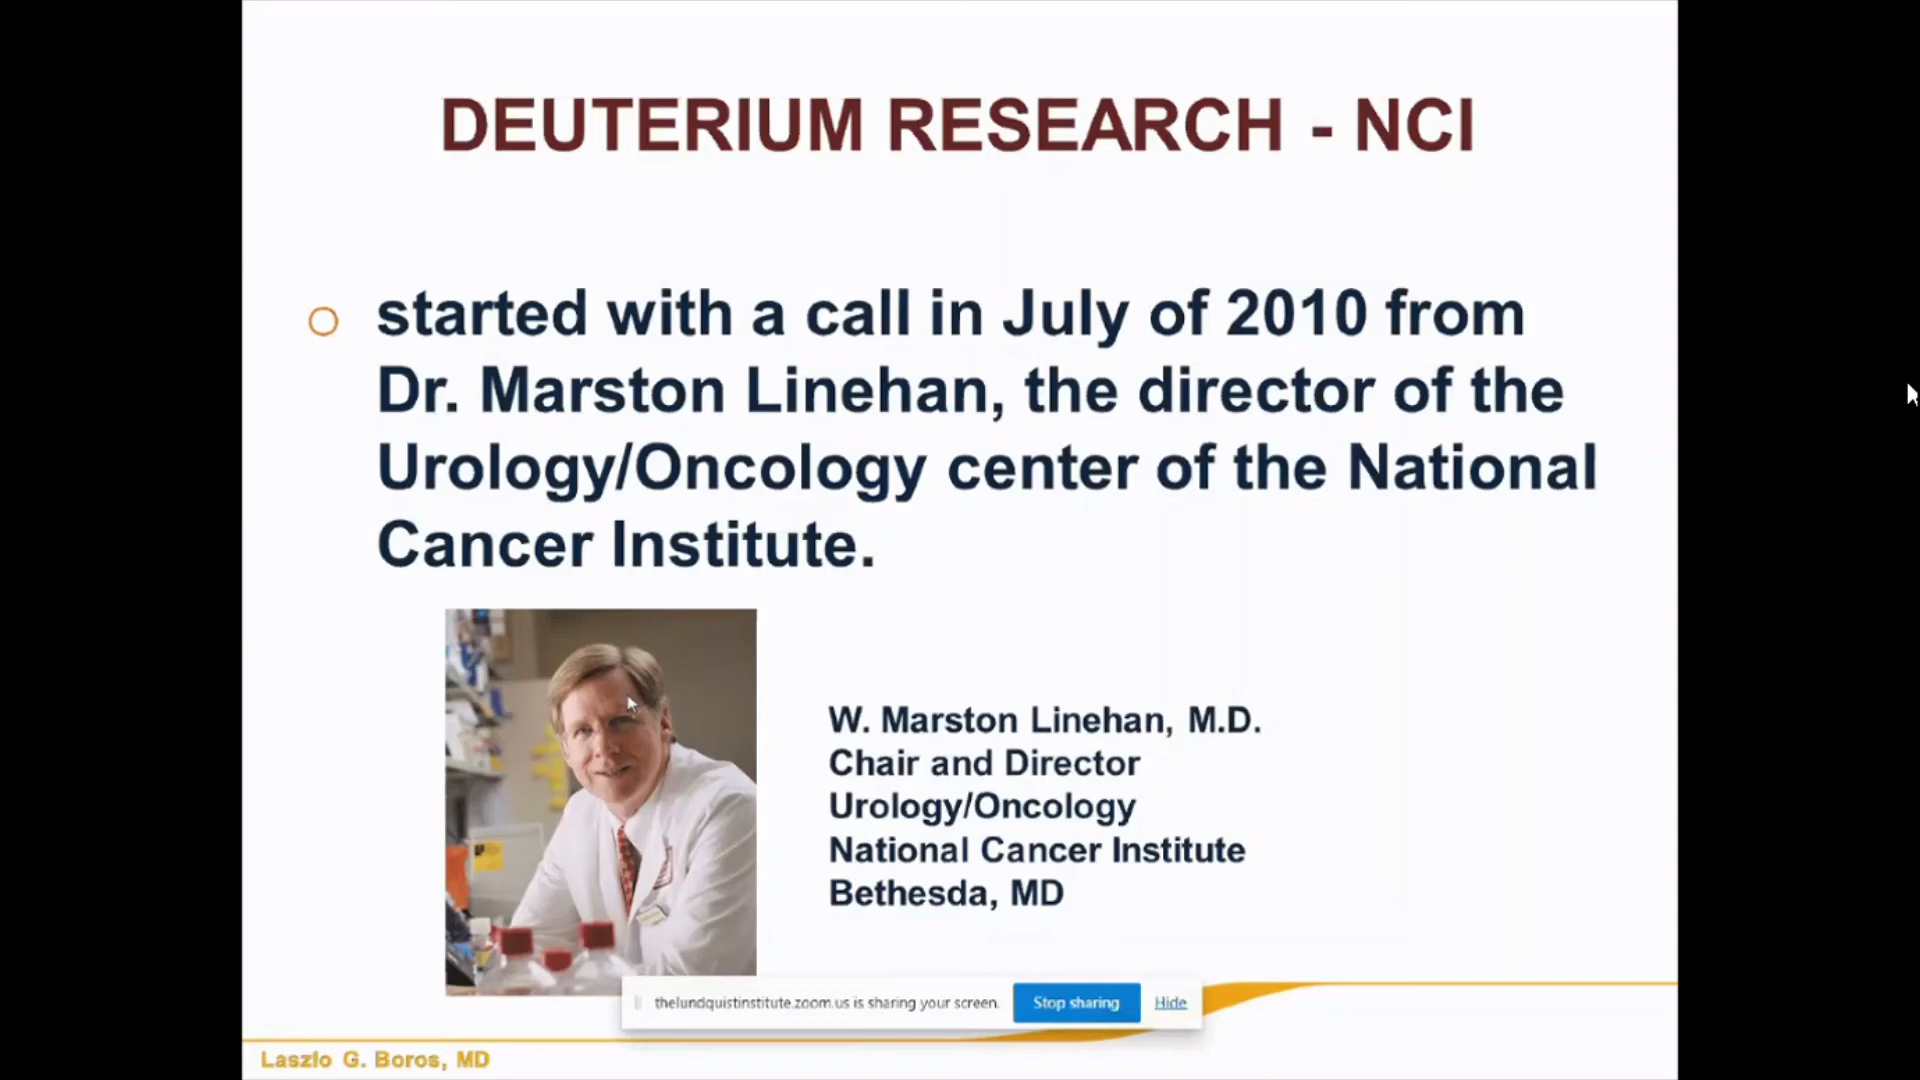 DEUTERIUM RESEARCH - NCI
started with a call in July of 2010 from
Dr. Marston Linehan, the director of the
Urology/Oncology center of the National
Cancer Institute.
W. Marston Linehan, M.D.
Chair and Director
Urology/Oncology
National Cancer Institute
Bethesda, MD
thelundquistinstitute.zoom.us is sharing your screen. Stop sharing Hide
Laszlo G. Boros, MD